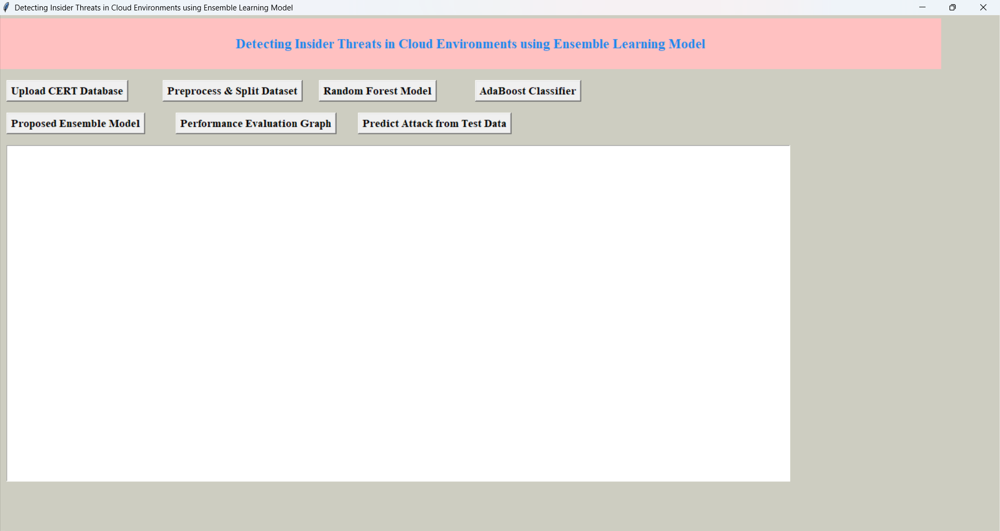 Detecting Insider Threats in Cloud Environments using Ensemble Learning Model
Detecting Insider Threats in Cloud Environments using Ensemble Learning Model
Upload CERT Database
Preprocess & Split Dataset
Random Forest Model
AdaBoost Classifier
Proposed Ensemble Model
Performance Evaluation Graph
Predict Attack from Test Data